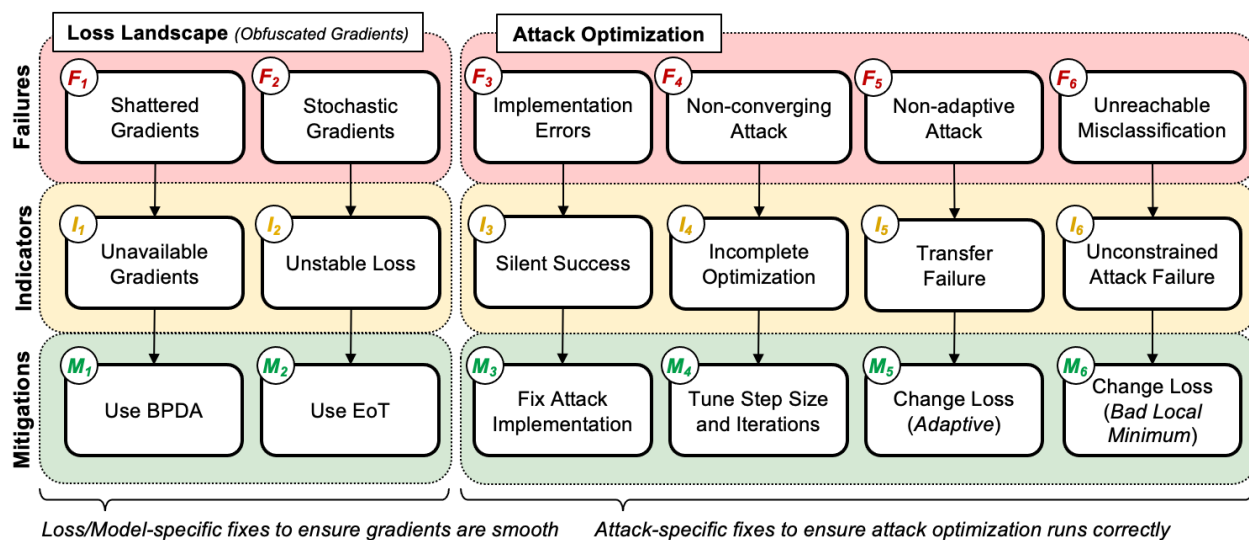 Loss Landscape (Obfuscated Gradients)
Attack Optimization
Failures
F1
Shattered
Gradients
F2
Stochastic
Gradients
F3
Implementation
Errors
F4
Non-converging
Attack
F5
Non-adaptive
Attack
F6
Unreachable
Misclassification
Indicators
I1
Unavailable
Gradients
I2
Unstable Loss
I3
Silent Success
I4
Incomplete
Optimization
I5
Transfer
Failure
I6
Unconstrained
Attack Failure
Mitigations
M1
Use BPDA
M2
Use EoT
M3
Fix Attack
Implementation
M4
Tune Step Size
and Iterations
M5
Change Loss
(Adaptive)
M6
Change Loss
(Bad Local
Minimum)
Loss/Model-specific fixes to ensure gradients are smooth
Attack-specific fixes to ensure attack optimization runs correctly